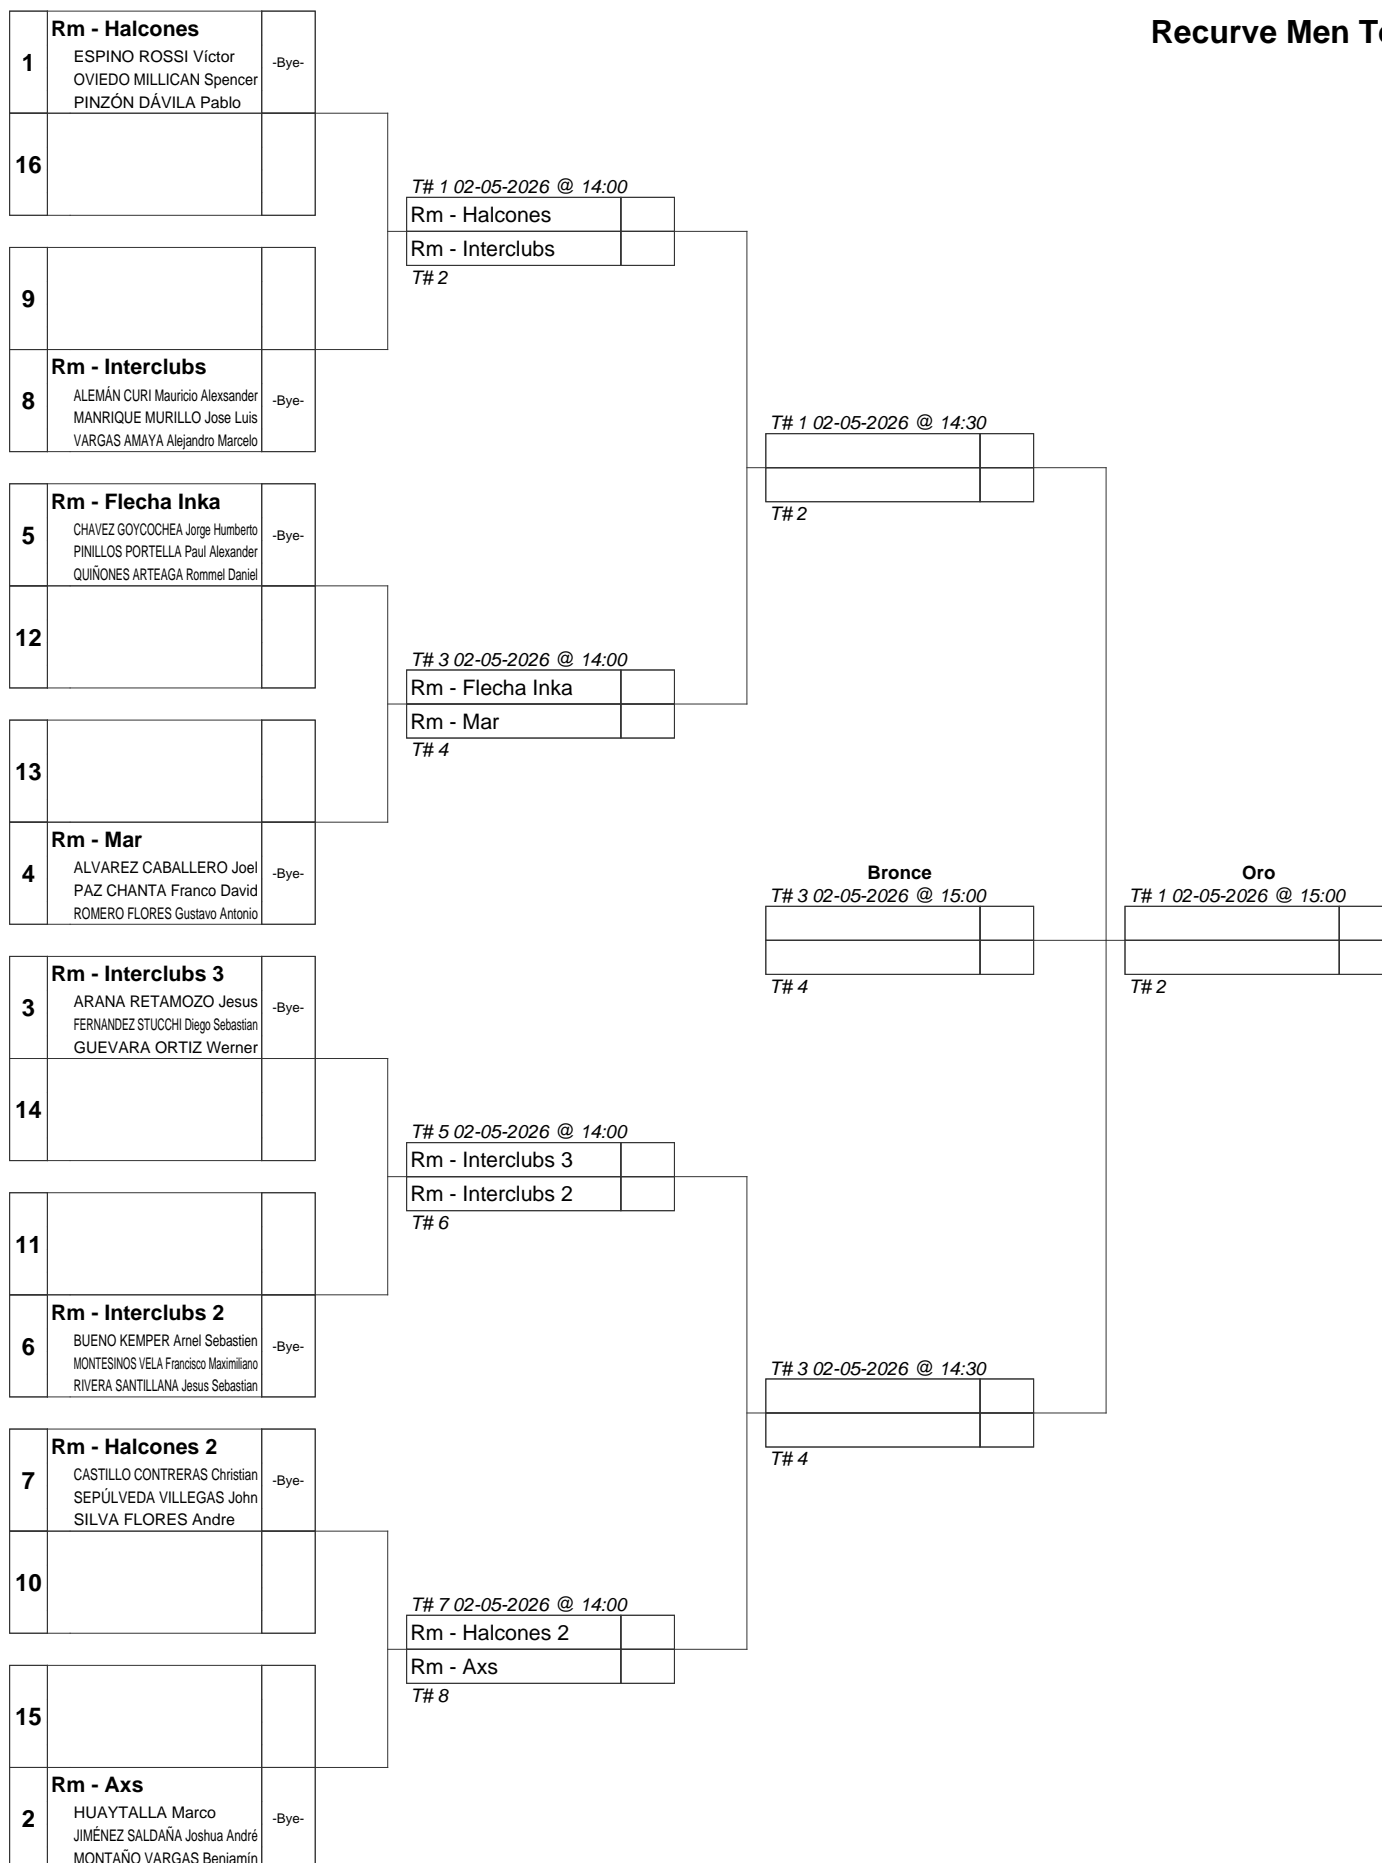 Recurve Men
Rm - Halcones
1
ESPINO ROSSI Víctor
OVIEDO MILLICAN Spencer
PINZÓN DÁVILA Pablo
-Bye-
16
T# 1 02-05-2026 @ 14:00
Rm - Halcones
Rm - Interclubs
T# 2
9
Rm - Interclubs
8
ALEMÁN CURI Mauricio Alexsander
MANRIQUE MURILLO Jose Luis
VARGAS AMAYA Alejandro Marcelo
-Bye-
T# 1 02-05-2026 @ 14:30
T# 2
Rm - Flecha Inka
5
CHAVEZ GOYCOCHEA Jorge Humberto
PINILLOS PORTELLA Paul Alexander
QUIÑONES ARTEAGA Rommel Daniel
-Bye-
12
T# 3 02-05-2026 @ 14:00
Rm - Flecha Inka
Rm - Mar
T# 4
13
Rm - Mar
4
ALVAREZ CABALLERO Joel
PAZ CHANTA Franco David
ROMERO FLORES Gustavo Antonio
-Bye-
Bronce
T# 3 02-05-2026 @ 15:00
T# 4
Oro
T# 1 02-05-2026 @ 15:00
T# 2
Rm - Interclubs 3
3
ARANA RETAMOZO Jesus
FERNANDEZ STUCCHI Diego Sebastian
GUEVARA ORTIZ Werner
-Bye-
14
T# 5 02-05-2026 @ 14:00
Rm - Interclubs 3
Rm - Interclubs 2
T# 6
11
Rm - Interclubs 2
6
BUENO KEMPER Arnel Sebastien
MONTESINOS VELA Francisco Maximiliano
RIVERA SANTILLANA Jesus Sebastian
-Bye-
T# 3 02-05-2026 @ 14:30
T# 4
Rm - Halcones 2
7
CASTILLO CONTRERAS Christian
SEPÚLVEDA VILLEGAS John
SILVA FLORES Andre
-Bye-
10
T# 7 02-05-2026 @ 14:00
Rm - Halcones 2
Rm - Axs
T# 8
15
Rm - Axs
2
HUAYTALLA Marco
JIMÉNEZ SALDAÑA Joshua André
MONTAÑO VARGAS Benjamín
-Bye-